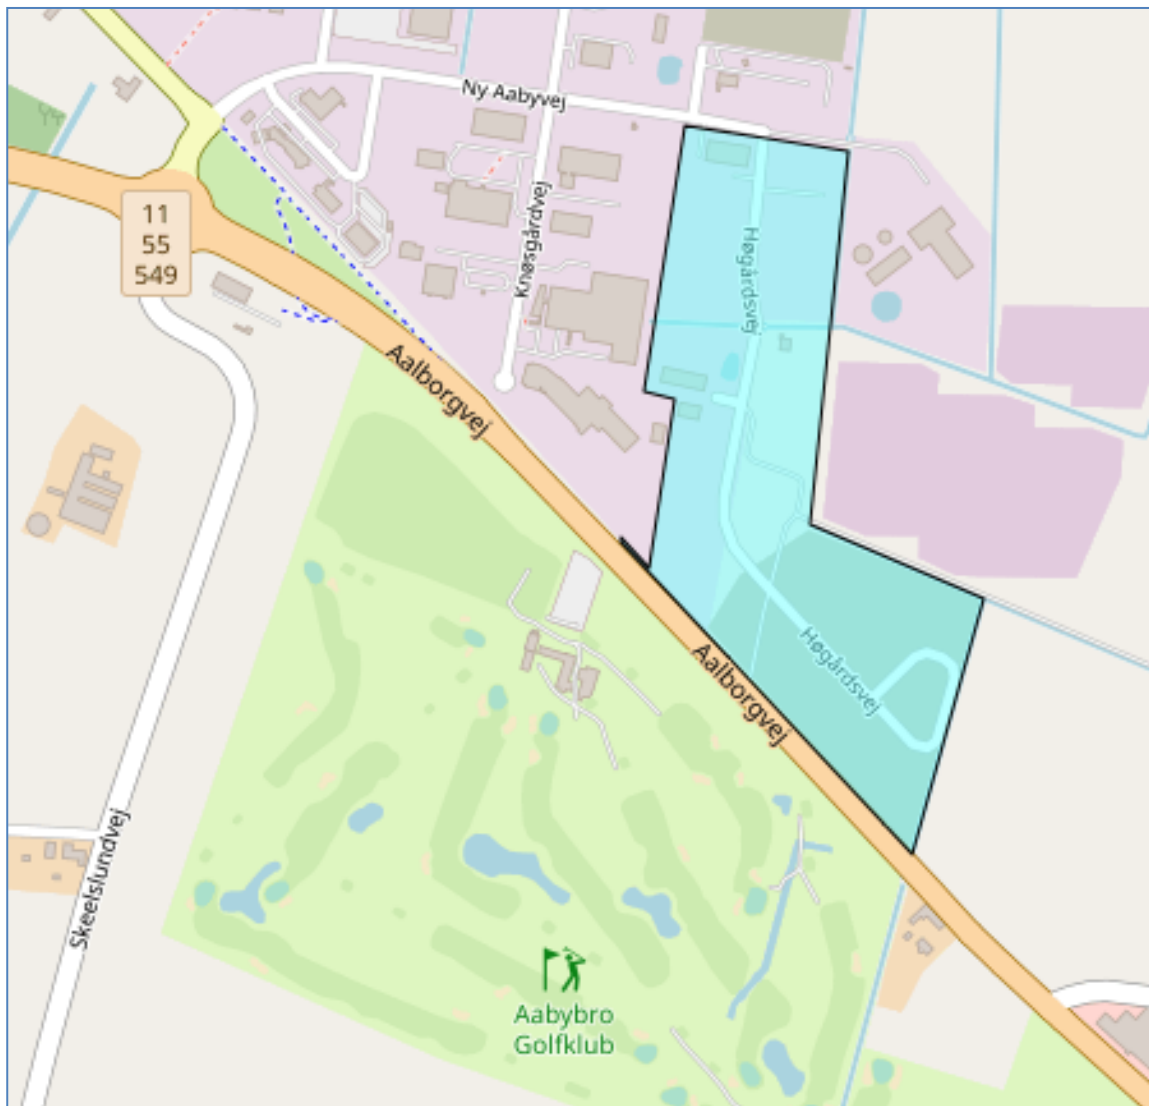 Ny Aabyvej
11
55
549
Knøsgårdvej
Høgårdsvej
Aalborgvej
Høgårdsvej
Aalborgvej
Skeelslundvej
Aabybro
Golfklub